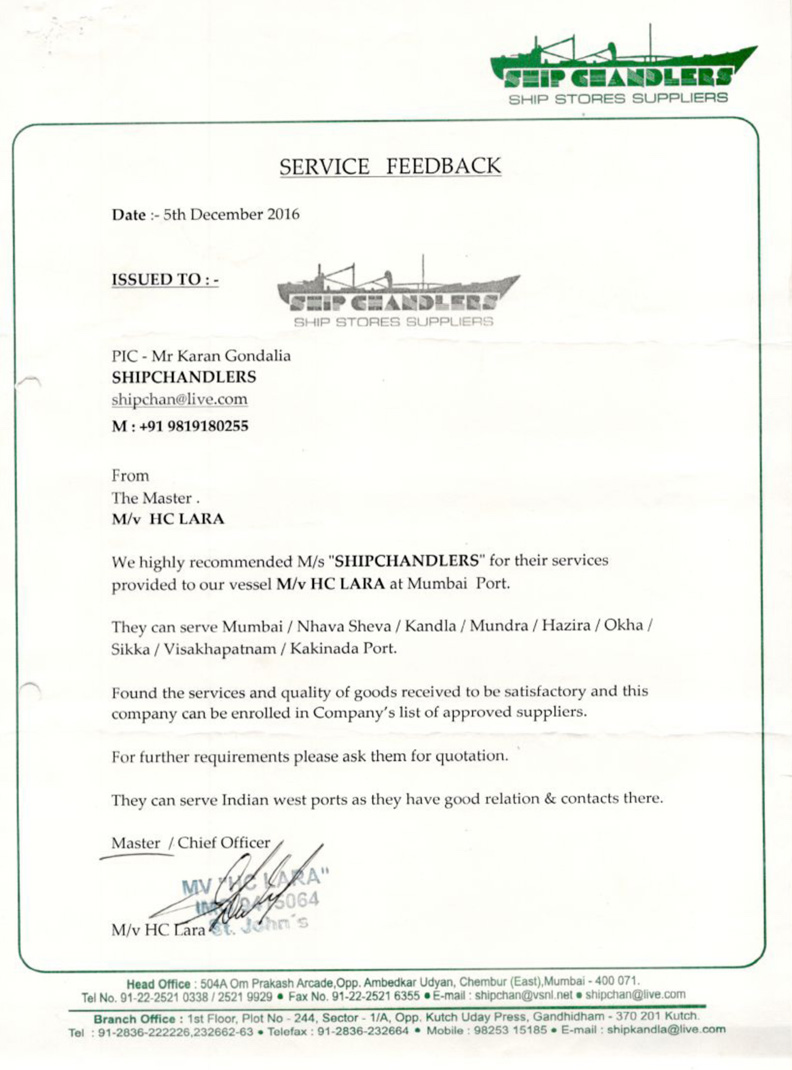 SHIP CHANDLERS
SHIP STORES SUPPLIERS
SERVICE FEEDBACK
Date :- 5th December 2016
ISSUED TO : -
SHIP CHANDLERS
SHIP STORES SUPPLIERS
PIC - Mr Karan Gondalia
SHIPCHANDLERS
shipchan@live.com
M : +91 9819180255
From
The Master .
M/v HC LARA
We highly recommended M/s "SHIPCHANDLERS" for their services
provided to our vessel M/v HC LARA at Mumbai Port.
They can serve Mumbai / Nhava Sheva / Kandla / Mundra / Hazira / Okha /
Sikka / Visakhapatnam / Kakinada Port.
Found the services and quality of goods received to be satisfactory and this
company can be enrolled in Company's list of approved suppliers.
For further requirements please ask them for quotation.
They can serve Indian west ports as they have good relation & contacts there.
Master / Chief Officer
MV "HC LARA"
St. John's
M/v HC Lara
Head Office : 504A Om Prakash Arcade,Opp. Ambedkar Udyan, Chembur (East),Mumbai - 400 071.
Tel No. 91-22-2521 0338 / 2521 9929 • Fax No. 91-22-2521 6355 • E-mail : shipchan@vsnl.net • shipchan@live.com
Branch Office : 1st Floor, Plot No - 244, Sector - 1/A, Opp. Kutch Uday Press, Gandhidham - 370 201 Kutch.
Tel : 91-2836-222226,232662-63 • Telefax : 91-2836-232664 • Mobile : 98253 15185 • E-mail : shipkandla@live.com